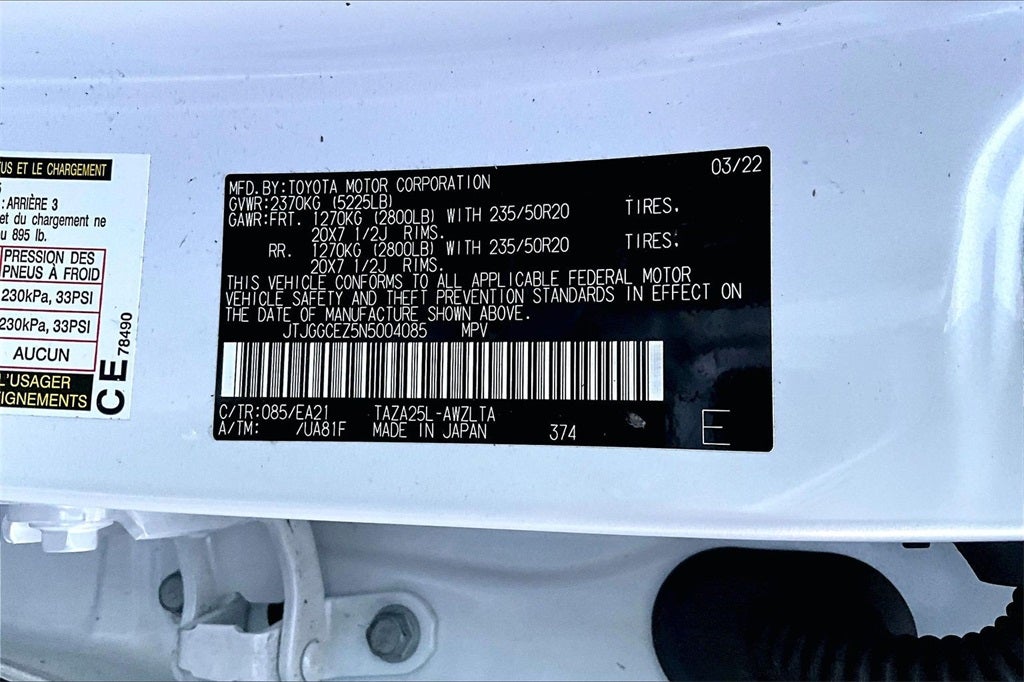 TUS ET LE CHARGEMENT
5
: ARRIÈRE 3
et du chargement ne
u 895 lb.
PRESSION DES
PNEUS À FROID
230kPa, 33PSI
230kPa, 33PSI
AUCUN
L'USAGER
EIGNEMENTS
CE
78490
03/22
MFD.BY:TOYOTA MOTOR CORPORATION
GVWR:2370KG (5225LB)
GAWR:FRT. 1270KG (2800LB) WITH 235/50R20 TIRES,
20X7 1/2J RIMS.
RR. 1270KG (2800LB) WITH 235/50R20 TIRES,
20X7 1/2J RIMS.
THIS VEHICLE CONFORMS TO ALL APPLICABLE FEDERAL MOTOR
VEHICLE SAFETY AND THEFT PREVENTION STANDARDS IN EFFECT ON
THE DATE OF MANUFACTURE SHOWN ABOVE.
JTJGGCEZ5N5004085 MPV
C/TR:085/EA21 TAZA25L-AWZLTA
A/TM: /UA81F MADE IN JAPAN 374
E